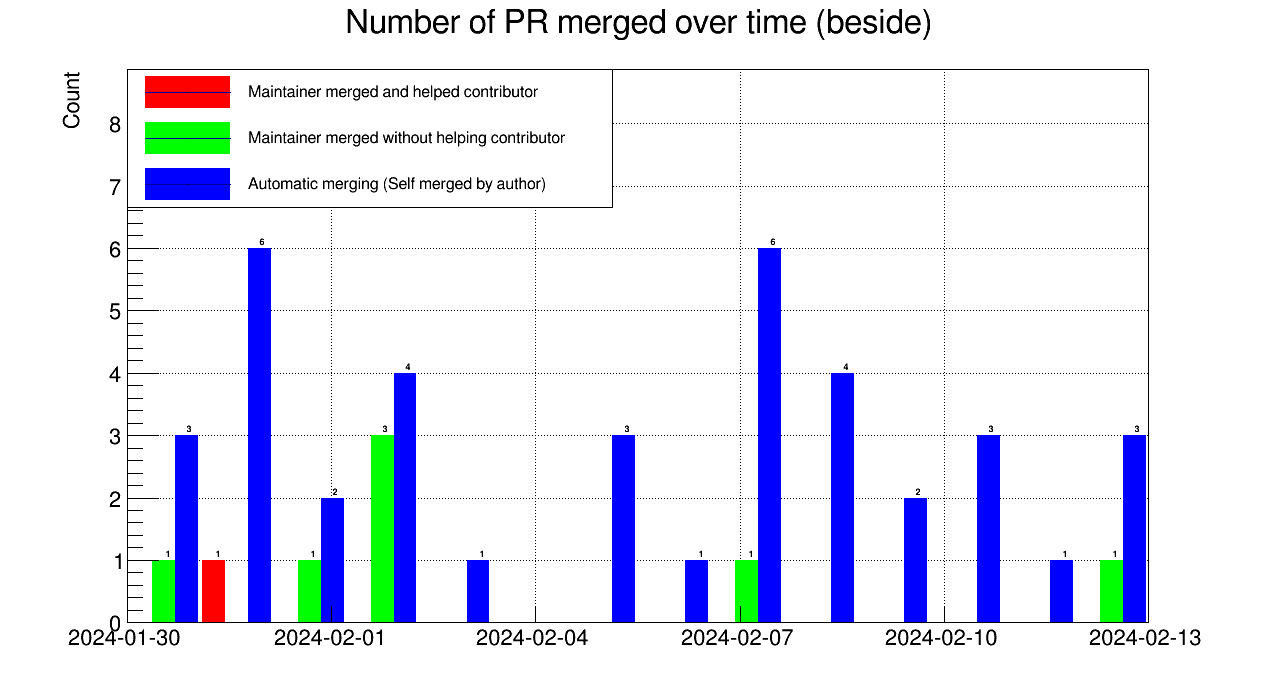 Number of PR merged over time (beside)
Count
Maintainer merged and helped contributor
Maintainer merged without helping contributor
Automatic merging (Self merged by author)
8
7
6
5
4
3
2
1
0
1 3 1 6 1 2 3 4 1 3 1 1 6 4 2 3 1 1 3
2024-01-30 2024-02-01 2024-02-04 2024-02-07 2024-02-10 2024-02-13